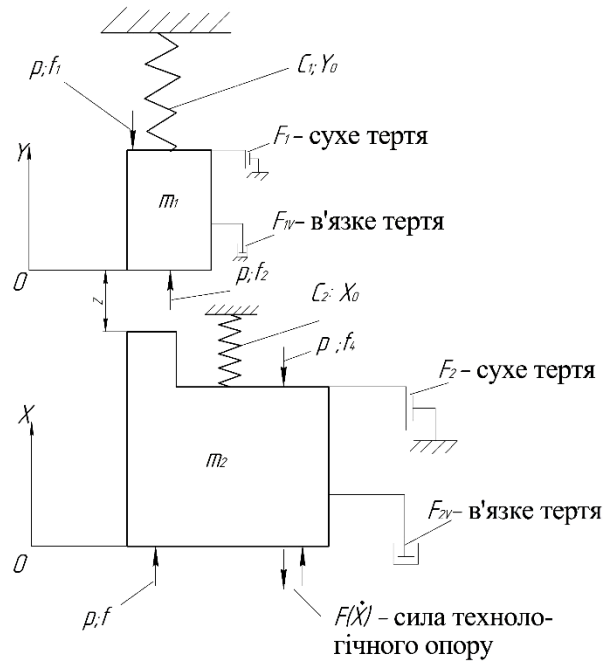 C₁; Y₀
p; f₁
F₁ – сухе тертя
Y
m₁
F₁ᵥ – в'язке тертя
O
p; f₂
z
C₂: X₀
p ; f₄
F₂ – сухе тертя
X
m₂
F₂ᵥ – в'язке тертя
O
p; f
F(Ẋ) – сила техноло-
гічного опору